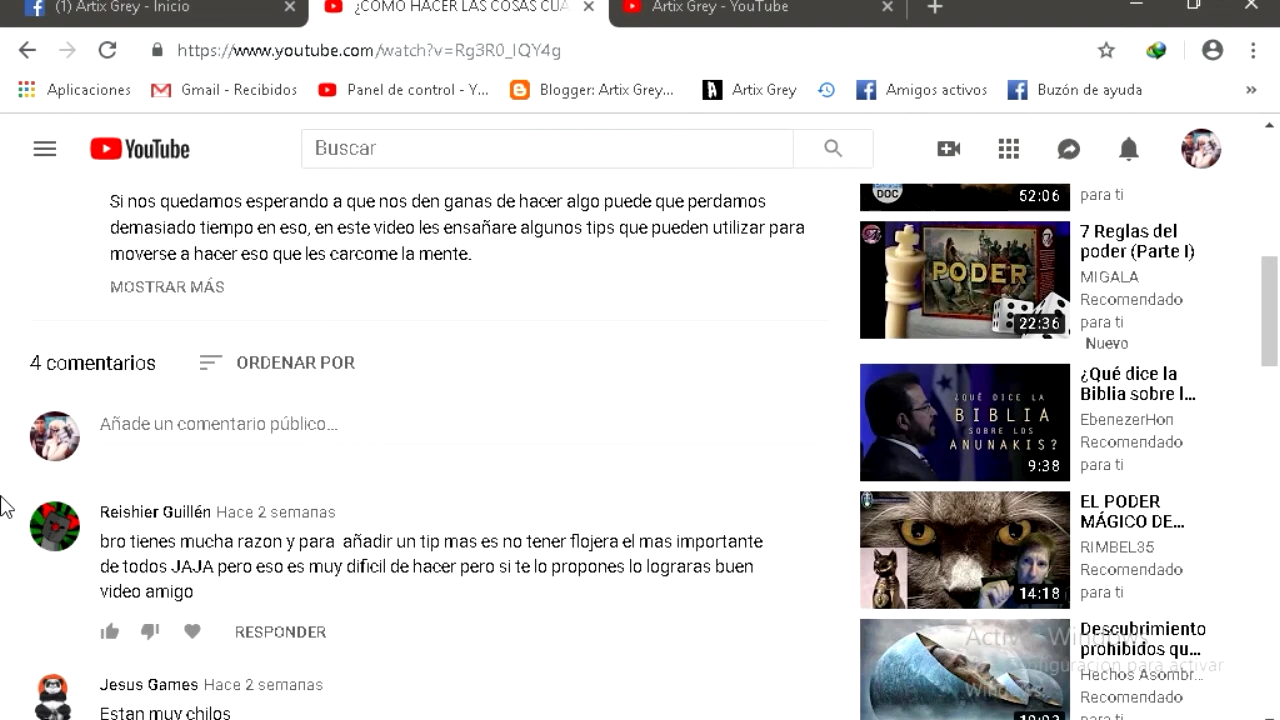 (1) Artix Grey - Inicio
¿COMO HACER LAS COSAS CUA
Artix Grey - YouTube
https://www.youtube.com/watch?v=Rg3R0_lQY4g
Aplicaciones
Gmail - Recibidos
Panel de control - Y...
Blogger: Artix Grey...
Artix Grey
Amigos activos
Buzón de ayuda
YouTube
Buscar
Si nos quedamos esperando a que nos den ganas de hacer algo puede que perdamos
demasiado tiempo en eso, en este video les ensañare algunos tips que pueden utilizar para
moverse a hacer eso que les carcome la mente.
MOSTRAR MÁS
4 comentarios
ORDENAR POR
Añade un comentario público...
Reishier Guillén Hace 2 semanas
bro tienes mucha razon y para añadir un tip mas es no tener flojera el mas importante
de todos JAJA pero eso es muy dificil de hacer pero si te lo propones lo lograras buen
video amigo
RESPONDER
Jesus Games Hace 2 semanas
Estan muy chilos
DOC
52:06
para ti
PODER
22:36
7 Reglas del
poder (Parte I)
MIGALA
Recomendado
para ti
Nuevo
¿QUÉ DICE LA
BIBLIA
SOBRE LOS
ANUNAKIS?
9:38
¿Qué dice la
Biblia sobre l...
EbenezerHon
Recomendado
para ti
14:18
EL PODER
MÁGICO DE...
RIMBEL35
Recomendado
para ti
Descubrimiento
prohibidos qu...
Hechos Asombr...
Recomendado
para ti